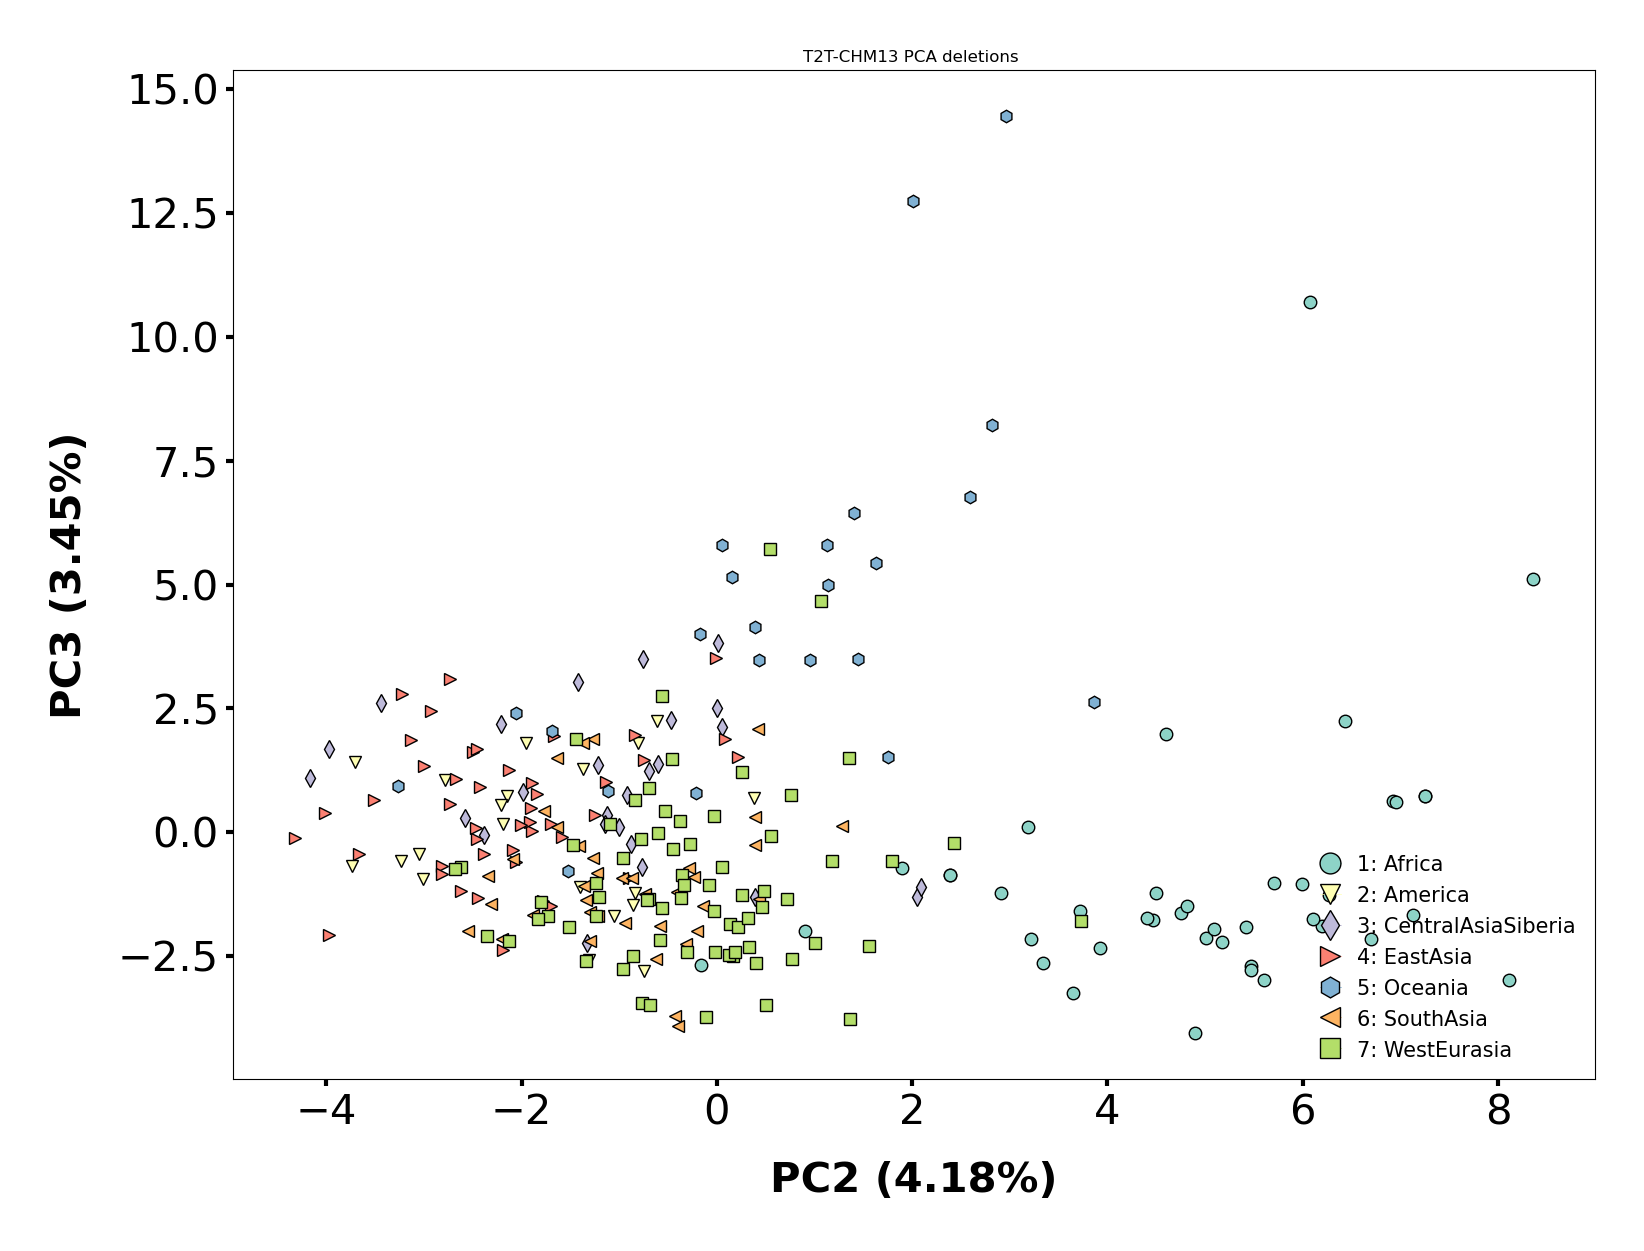 T2T-CHM13 PCA deletions
15.0
12.5
10.0
7.5
5.0
2.5
0.0
−2.5
PC3 (3.45%)
1: Africa
2: America
3: CentralAsiaSiberia
4: EastAsia
5: Oceania
6: SouthAsia
7: WestEurasia
−4 −2 0 2 4 6 8
PC2 (4.18%)